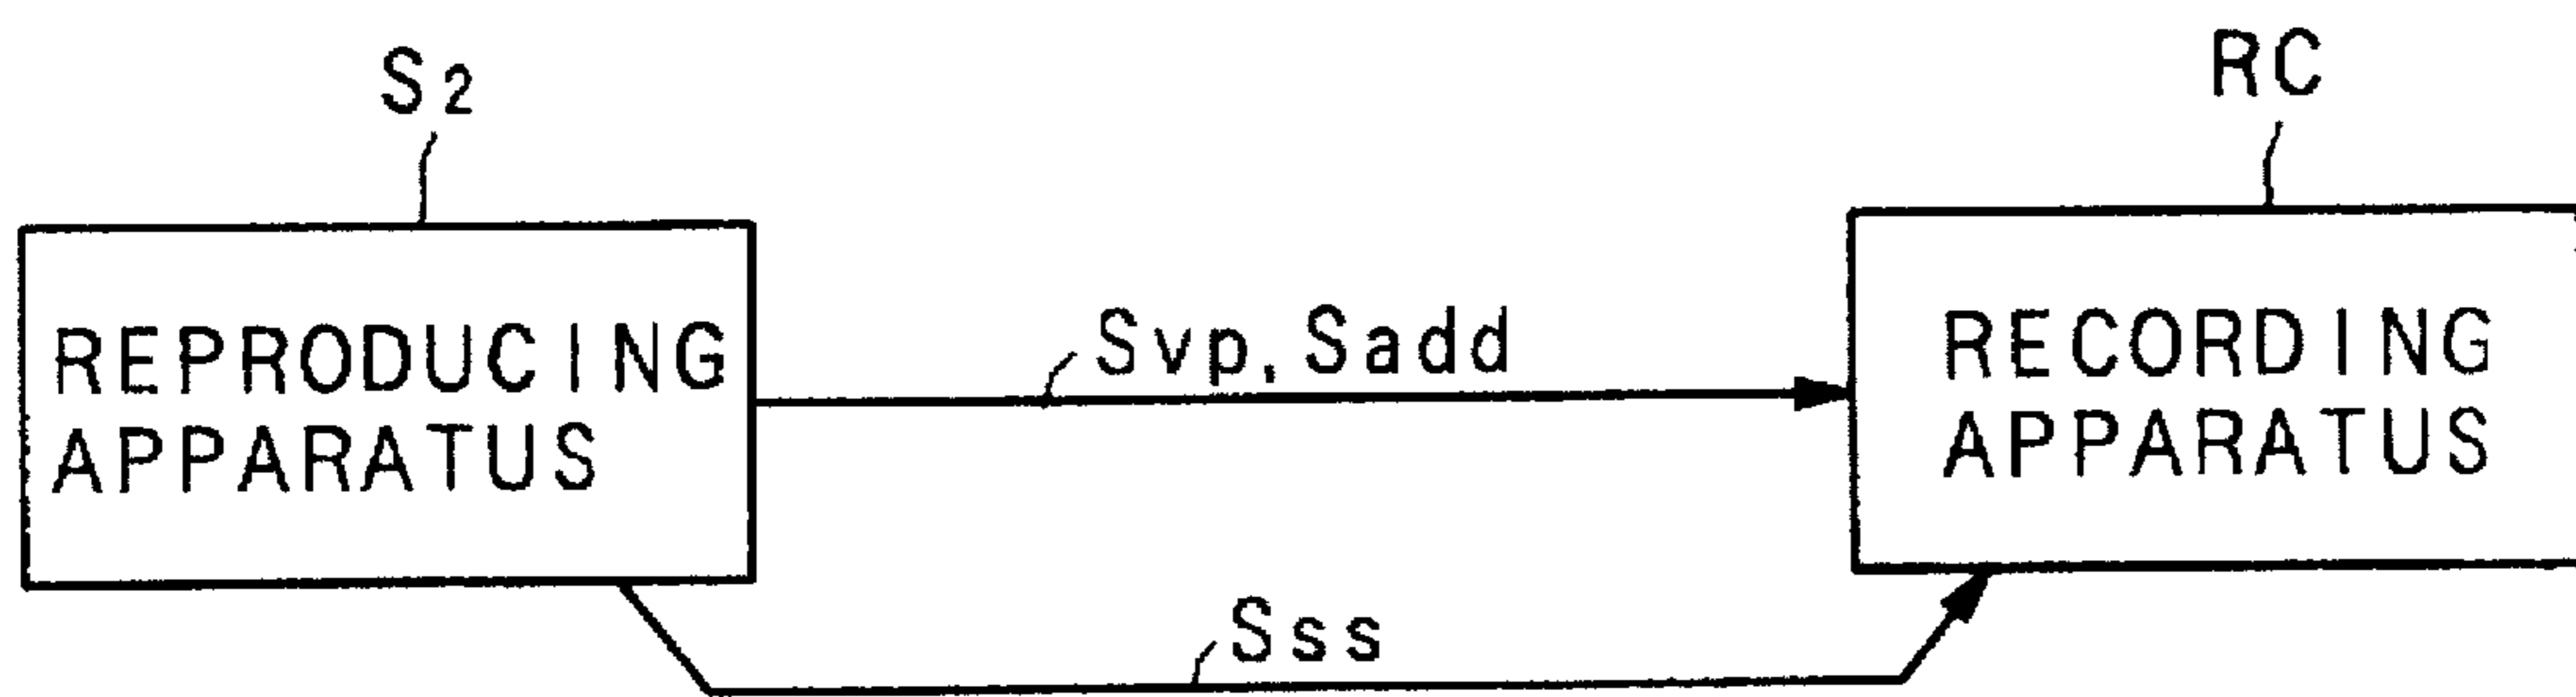 S2
RC
REPRODUCING
APPARATUS
Svp, Sadd
RECORDING
APPARATUS
Sss